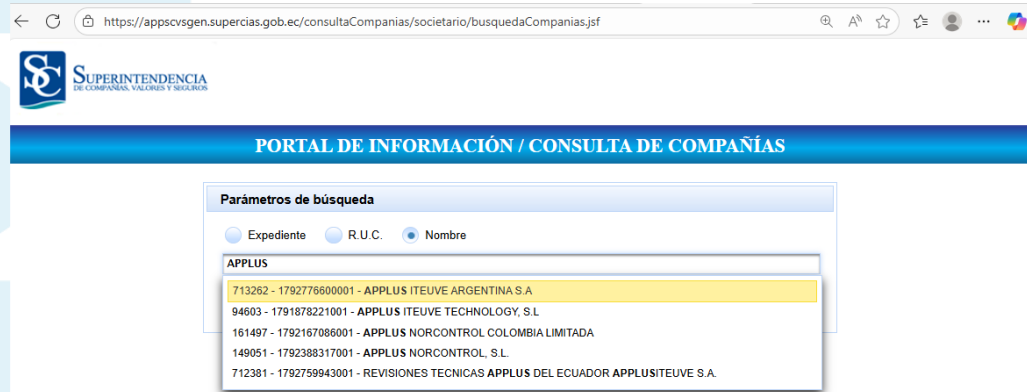 https://appscvsgen.supercias.gob.ec/consultaCompanias/societario/busquedaCompanias.jsf
SC
SUPERINTENDENCIA
DE COMPAÑÍAS, VALORES Y SEGUROS
PORTAL DE INFORMACIÓN / CONSULTA DE COMPAÑÍAS
Parámetros de búsqueda
Expediente R.U.C. Nombre
APPLUS
713262 - 1792776600001 - APPLUS ITEUVE ARGENTINA S.A
94603 - 1791878221001 - APPLUS ITEUVE TECHNOLOGY, S.L
161497 - 1792167086001 - APPLUS NORCONTROL COLOMBIA LIMITADA
149051 - 1792388317001 - APPLUS NORCONTROL, S.L.
712381 - 1792759943001 - REVISIONES TECNICAS APPLUS DEL ECUADOR APPLUSITEUVE S.A.